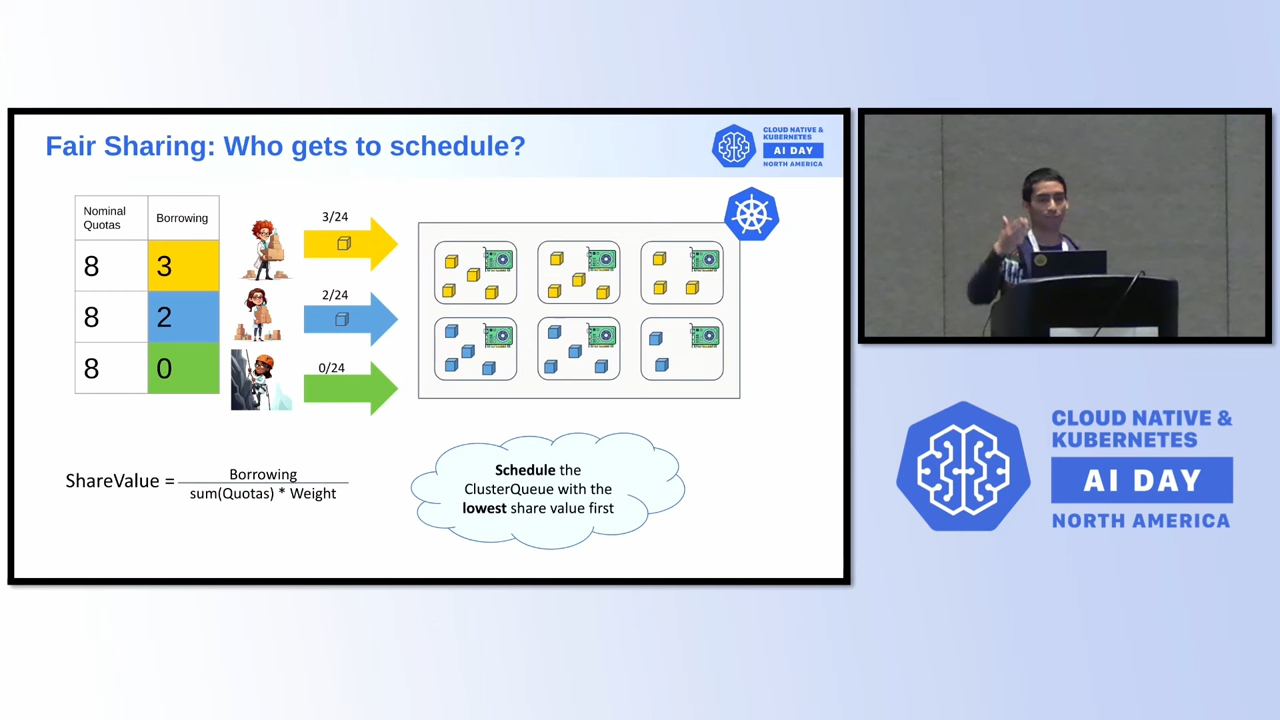 Fair Sharing: Who gets to schedule?
CLOUD NATIVE &
KUBERNETES
AI DAY
NORTH AMERICA
Nominal
Quotas
Borrowing
8
3
8
2
8
0
3/24
2/24
0/24
ShareValue =
Borrowing
sum(Quotas) * Weight
Schedule the
ClusterQueue with the
lowest share value first
CLOUD NATIVE &
KUBERNETES
AI DAY
NORTH AMERICA